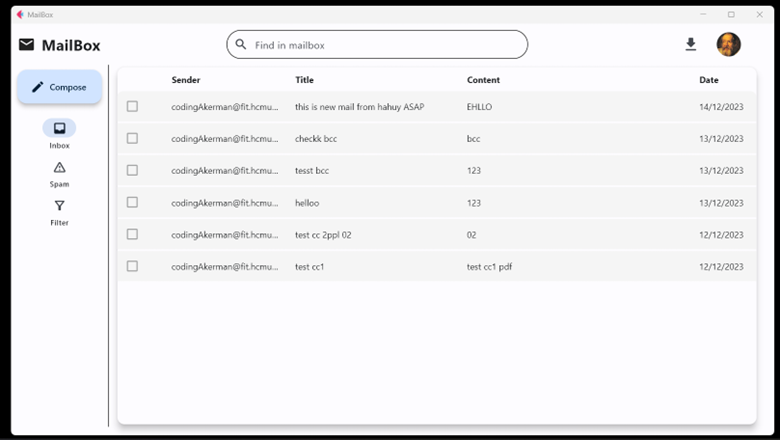 MailBox
MailBox
Find in mailbox
Compose
Inbox
Spam
Filter
Sender Title Content Date
codingAkerman@fit.hcmu... this is new mail from hahuy ASAP EHLLO 14/12/2023
codingAkerman@fit.hcmu... checkk bcc bcc 13/12/2023
codingAkerman@fit.hcmu... tesst bcc 123 13/12/2023
codingAkerman@fit.hcmu... helloo 123 13/12/2023
codingAkerman@fit.hcmu... test cc 2ppl 02 02 12/12/2023
codingAkerman@fit.hcmu... test cc1 test cc1 pdf 12/12/2023